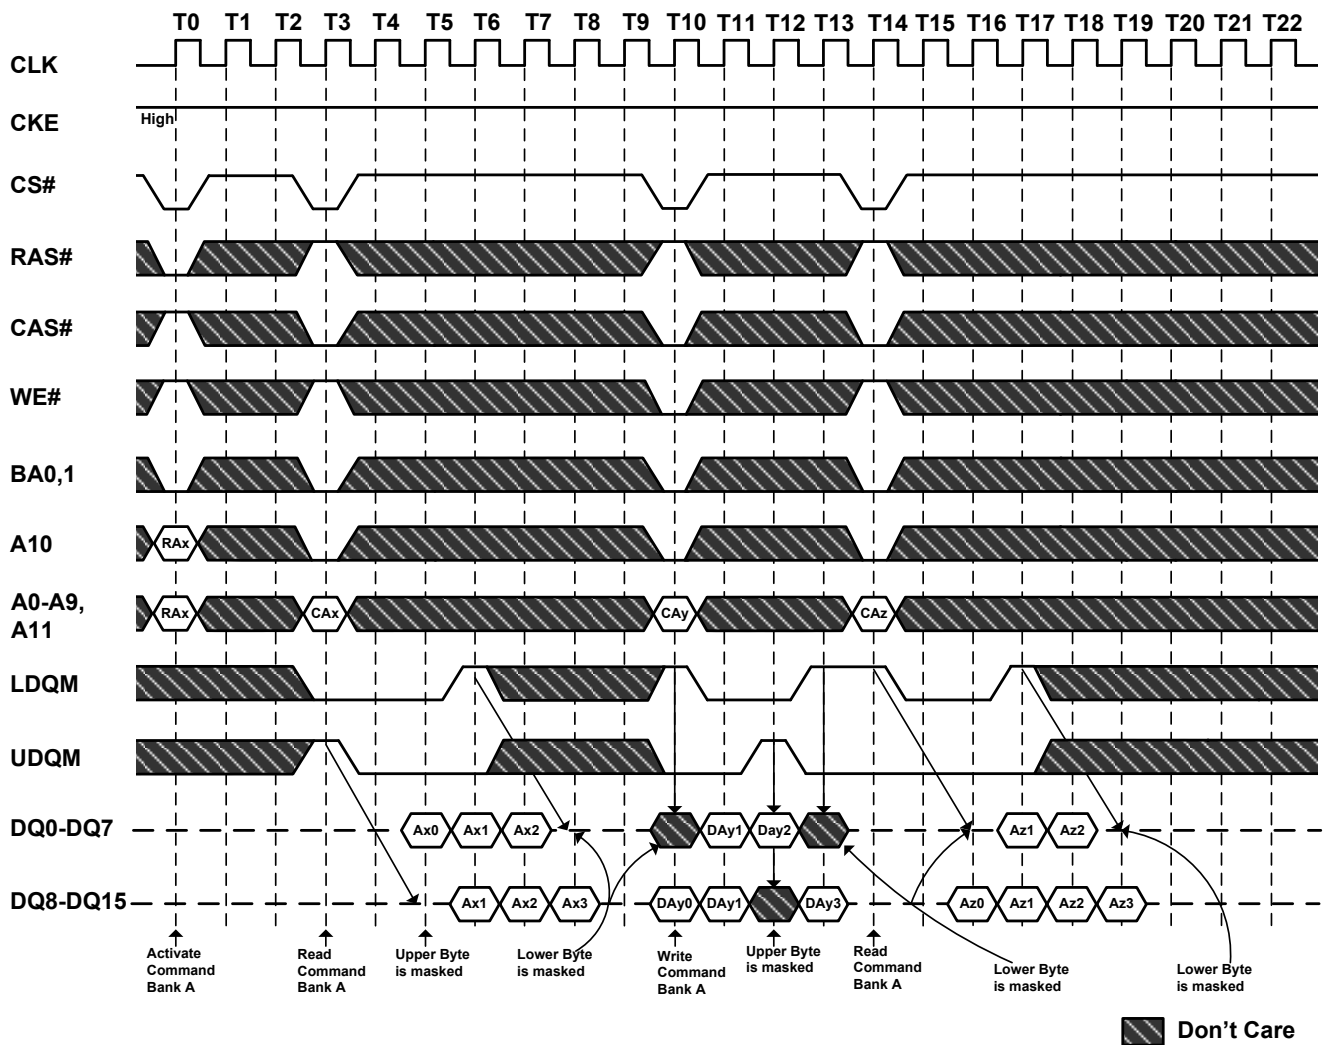 T0 T1 T2 T3 T4 T5 T6 T7 T8 T9 T10 T11 T12 T13 T14 T15 T16 T17 T18 T19 T20 T21 T22
CLK
CKE
High
CS#
RAS#
CAS#
WE#
BA0,1
A10
RAx
A0-A9,
A11
RAx CAx CAy CAz
LDQM
UDQM
DQ0-DQ7
Ax0 Ax1 Ax2 DAy1 Day2 Az1 Az2
DQ8-DQ15
Ax1 Ax2 Ax3 DAy0 DAy1 DAy3 Az0 Az1 Az2 Az3
Activate
Command
Bank A
Read
Command
Bank A
Upper Byte
is masked
Lower Byte
is masked
Write
Command
Bank A
Upper Byte
is masked
Read
Command
Bank A
Lower Byte
is masked
Lower Byte
is masked
Don't Care